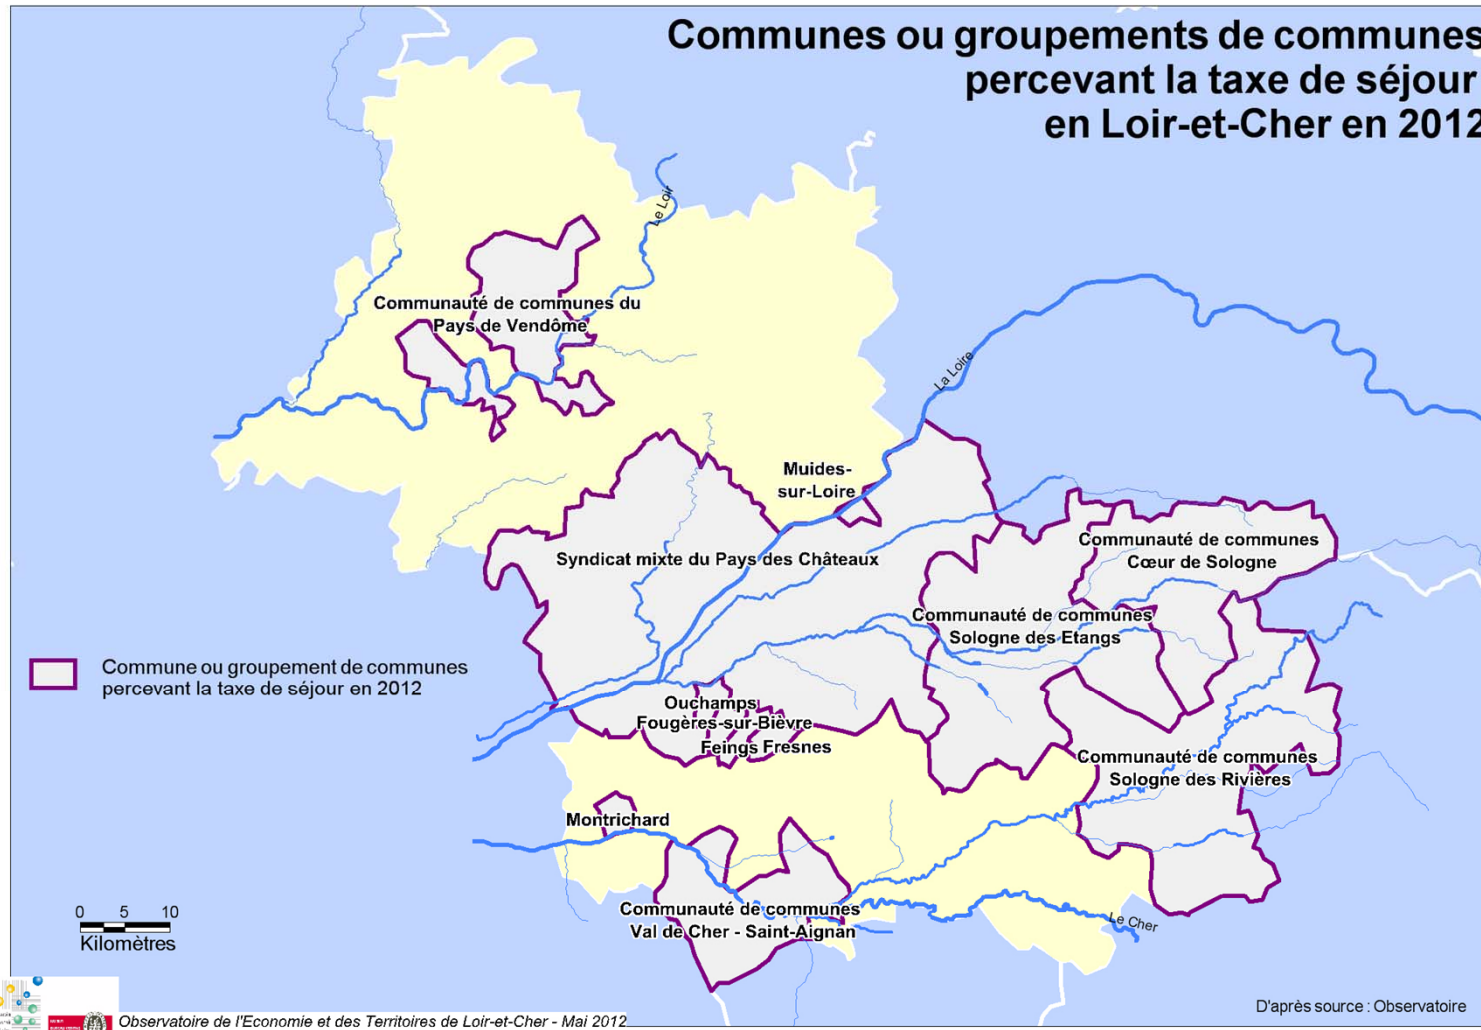 Communes ou groupements de communes
percevant la taxe de séjour
en Loir-et-Cher en 2012
Le Loir
Communauté de communes du
Pays de Vendôme
La Loire
Muides-
sur-Loire
Syndicat mixte du Pays des Châteaux
Communauté de communes
Cœur de Sologne
Communauté de communes
Sologne des Etangs
Commune ou groupement de communes
percevant la taxe de séjour en 2012
Ouchamps
Fougères-sur-Bièvre
Feings Fresnes
Communauté de communes
Sologne des Rivières
Montrichard
Communauté de communes
Val de Cher - Saint-Aignan
Le Cher
0 5 10
Kilomètres
D'après source : Observatoire
Observatoire de l'Economie et des Territoires de Loir-et-Cher - Mai 2012